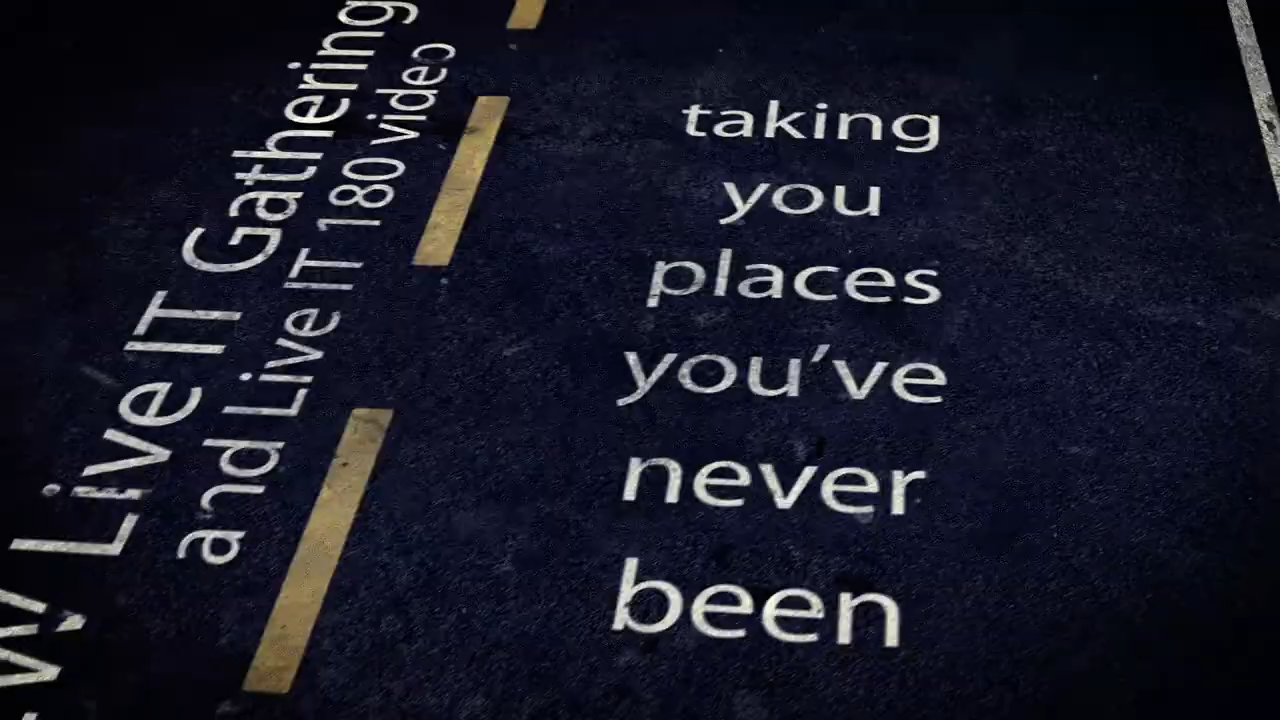 Live IT Gathering
and Live IT 180 video
taking
you
places
you’ve
never
been